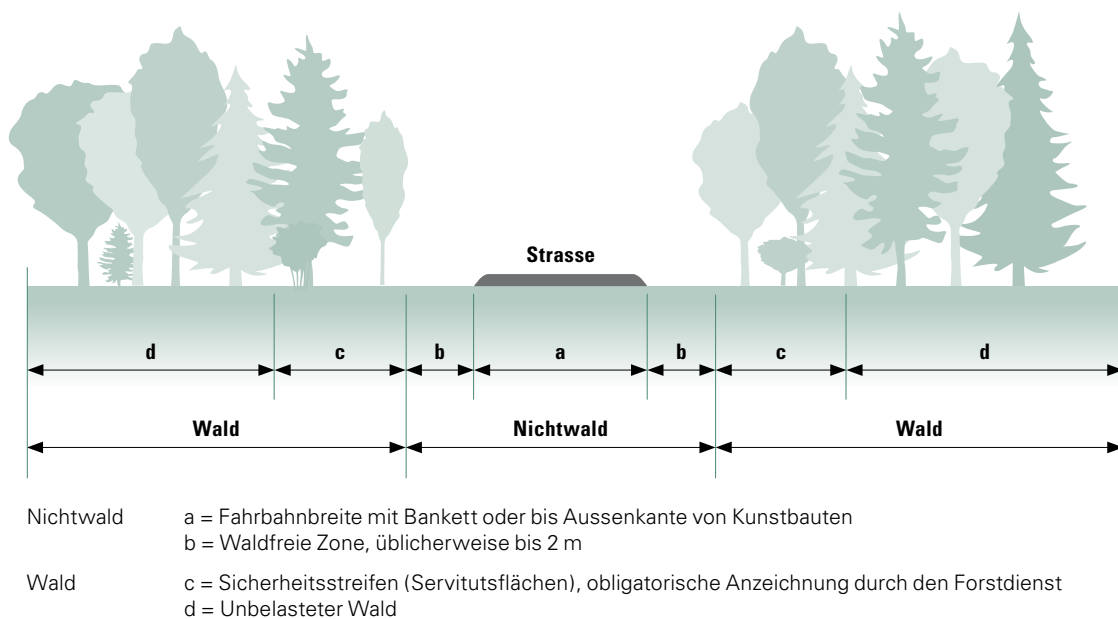 Strasse
d c b a b c d
Wald Nichtwald Wald
Nichtwald a = Fahrbahnbreite mit Bankett oder bis Aussenkante von Kunstbauten
b = Waldfreie Zone, üblicherweise bis 2 m
Wald c = Sicherheitsstreifen (Servitutsflächen), obligatorische Anzeichnung durch den Forstdienst
d = Unbelasteter Wald